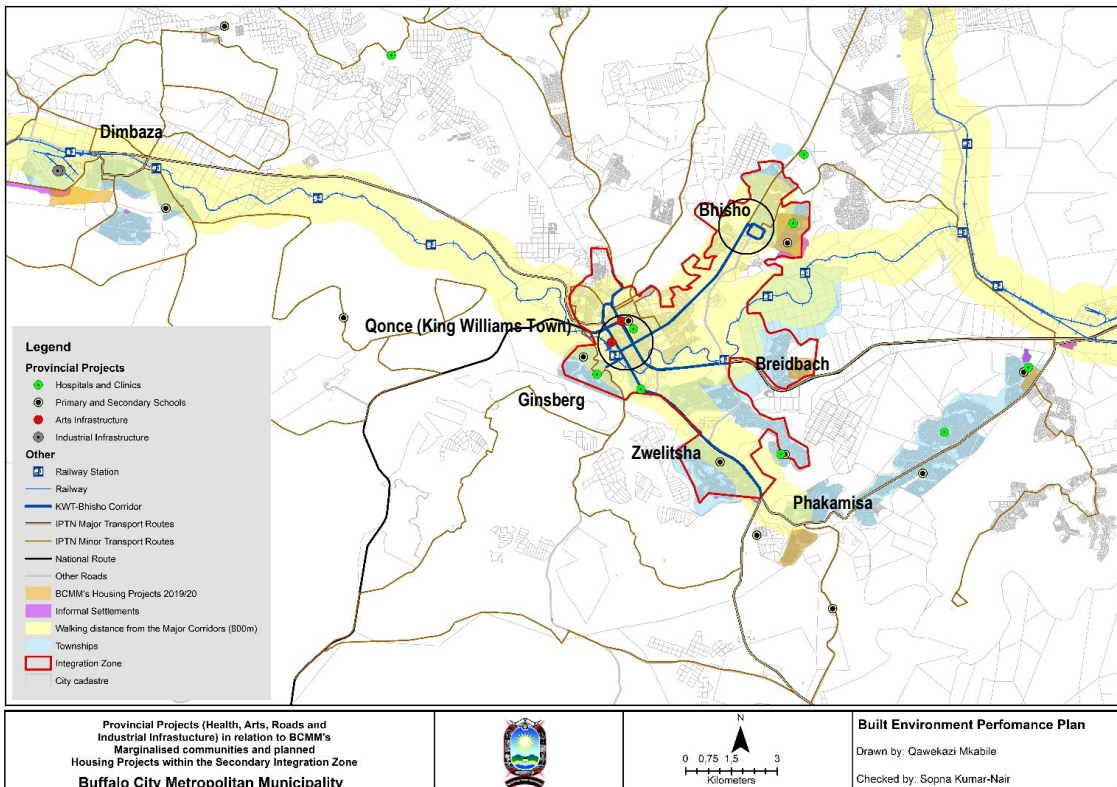 Dimbaza
Bhisho
Qonce (King Williams Town)
Breidbach
Ginsberg
Zwelitsha
Phakamisa
Legend
Provincial Projects
Hospitals and Clinics
Primary and Secondary Schools
Arts Infrastructure
Industrial Infrastructure
Other
Railway Station
Railway
KWT-Bhisho Corridor
IPTN Major Transport Routes
IPTN Minor Transport Routes
National Route
Other Roads
BCMM's Housing Projects 2019/20
Informal Settlements
Walking distance from the Major Corridors (800m)
Townships
Integration Zone
City cadastre
Provincial Projects (Health, Arts, Roads and
Industrial Infrastucture) in relation to BCMM's
Marginalised communities and planned
Housing Projects within the Secondary Integration Zone
Buffalo City Metropolitan Municipality
N
0 0,75 1,5 3
Kilometers
Built Environment Perfomance Plan
Drawn by: Qawekazi Mkabile
Checked by: Sopna Kumar-Nair